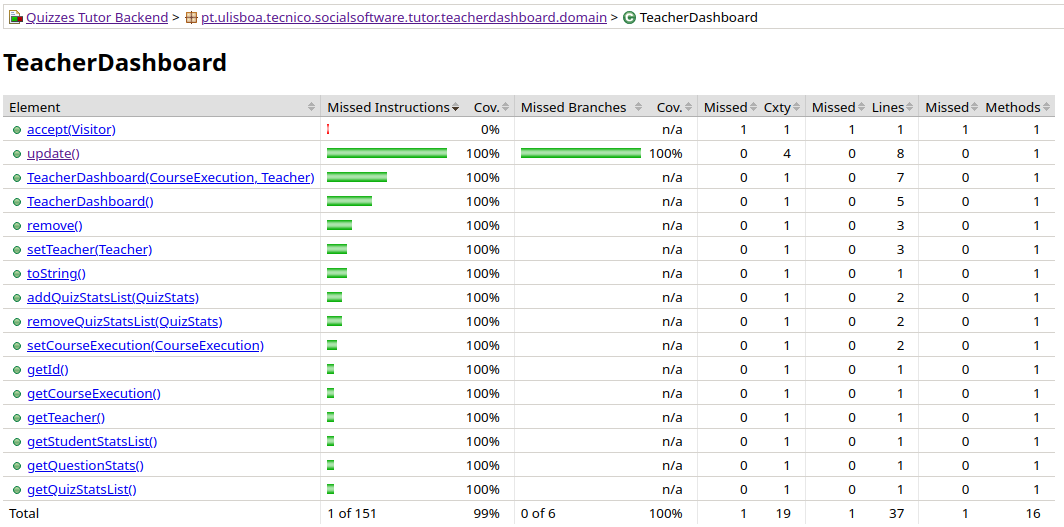 Quizzes Tutor Backend > pt.ulisboa.tecnico.socialsoftware.tutor.teacherdashboard.domain > TeacherDashboard
TeacherDashboard
Element Missed Instructions Cov. Missed Branches Cov. Missed Cxty Missed Lines Missed Methods
accept(Visitor) 0% n/a 1 1 1 1 1 1
update() 100% 100% 0 4 0 8 0 1
TeacherDashboard(CourseExecution, Teacher) 100% n/a 0 1 0 7 0 1
TeacherDashboard() 100% n/a 0 1 0 5 0 1
remove() 100% n/a 0 1 0 3 0 1
setTeacher(Teacher) 100% n/a 0 1 0 3 0 1
toString() 100% n/a 0 1 0 1 0 1
addQuizStatsList(QuizStats) 100% n/a 0 1 0 2 0 1
removeQuizStatsList(QuizStats) 100% n/a 0 1 0 2 0 1
setCourseExecution(CourseExecution) 100% n/a 0 1 0 2 0 1
getId() 100% n/a 0 1 0 1 0 1
getCourseExecution() 100% n/a 0 1 0 1 0 1
getTeacher() 100% n/a 0 1 0 1 0 1
getStudentStatsList() 100% n/a 0 1 0 1 0 1
getQuestionStats() 100% n/a 0 1 0 1 0 1
getQuizStatsList() 100% n/a 0 1 0 1 0 1
Total 1 of 151 99% 0 of 6 100% 1 19 1 37 1 16